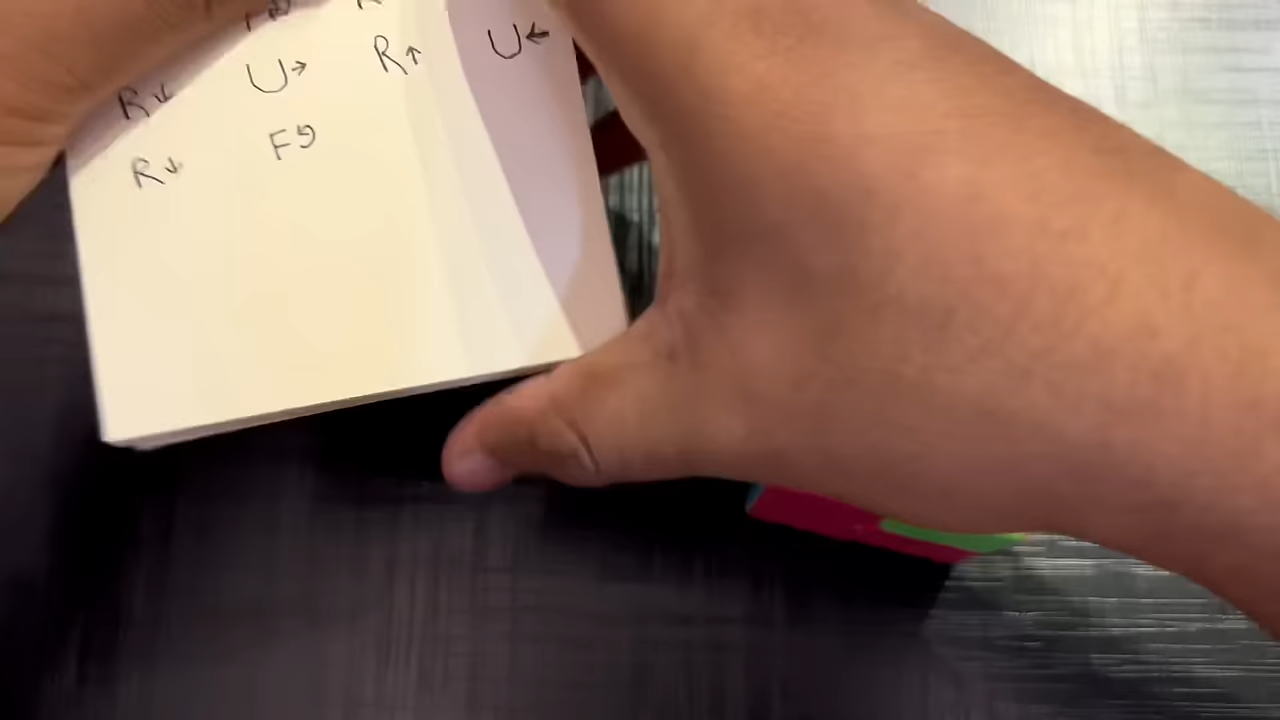 R↓ U→ R↑ U←
R↓ F↺